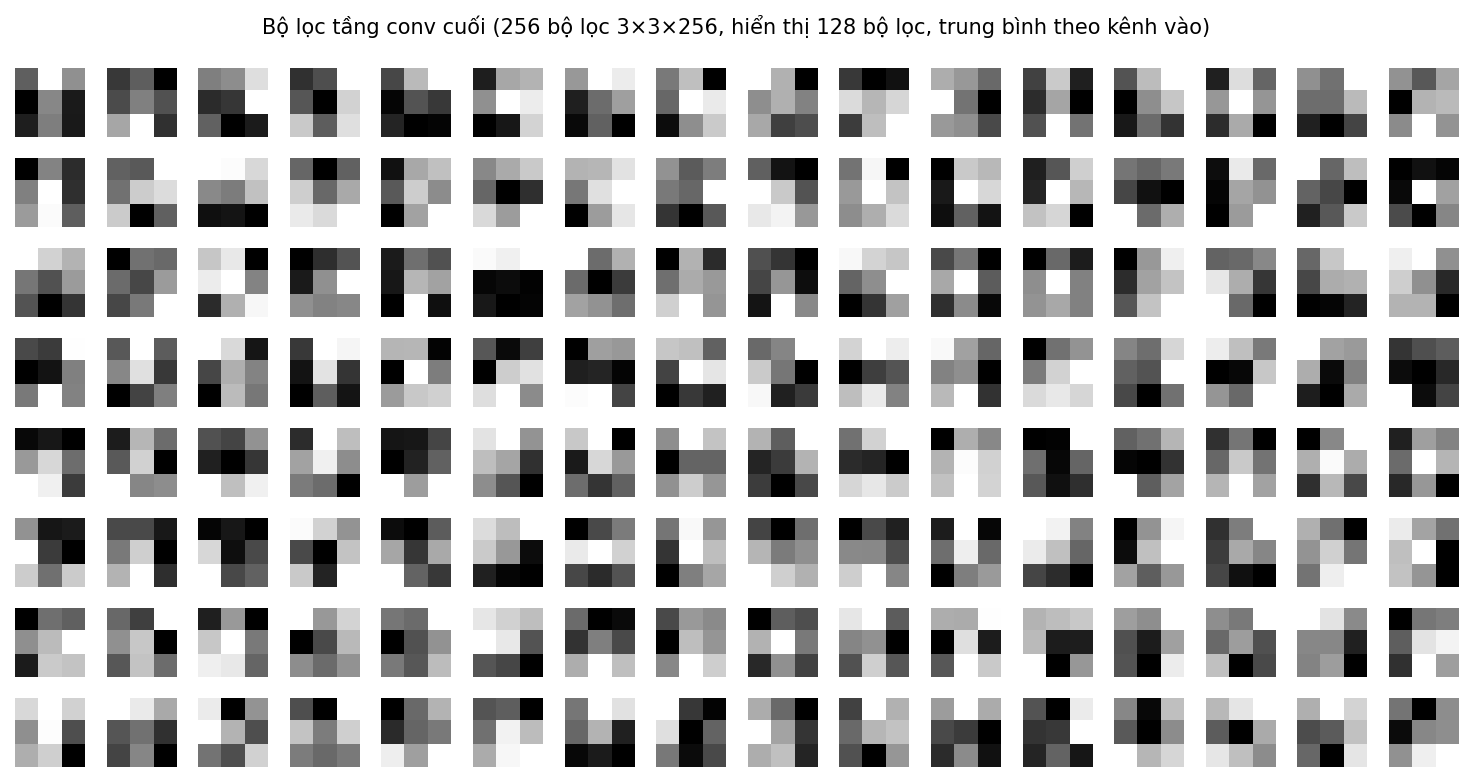 Bộ lọc tầng conv cuối (256 bộ lọc 3×3×256, hiển thị 128 bộ lọc, trung bình theo kênh vào)